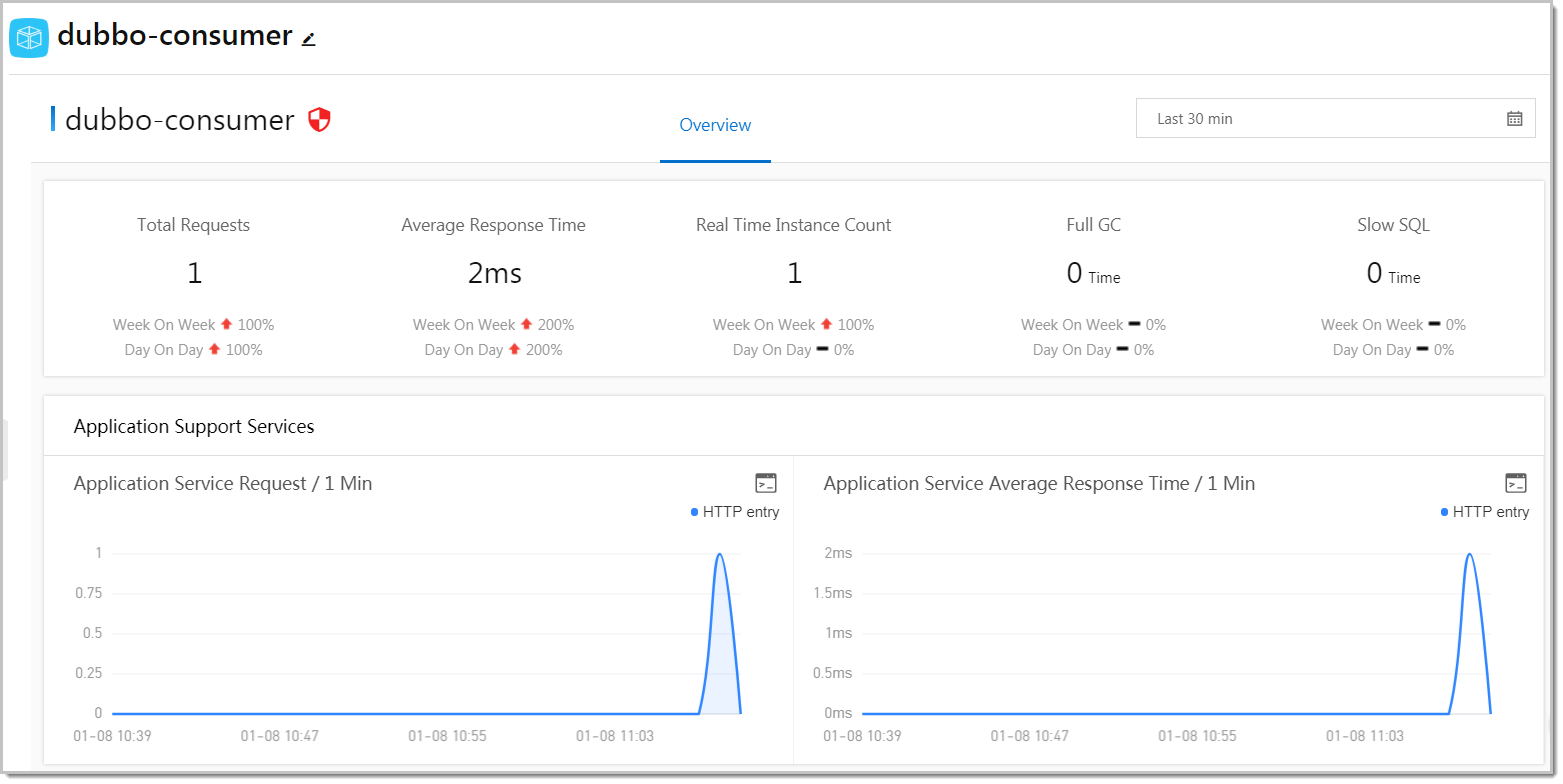 dubbo-consumer
dubbo-consumer
Overview
Last 30 min
Total Requests
1
Week On Week 100%
Day On Day 100%
Average Response Time
2ms
Week On Week 200%
Day On Day 200%
Real Time Instance Count
1
Week On Week 100%
Day On Day 0%
Full GC
0 Time
Week On Week 0%
Day On Day 0%
Slow SQL
0 Time
Week On Week 0%
Day On Day 0%
Application Support Services
Application Service Request / 1 Min
HTTP entry
1
0.75
0.5
0.25
0
01-08 10:39 01-08 10:47 01-08 10:55 01-08 11:03
Application Service Average Response Time / 1 Min
HTTP entry
2ms
1.5ms
1ms
0.5ms
0ms
01-08 10:39 01-08 10:47 01-08 10:55 01-08 11:03